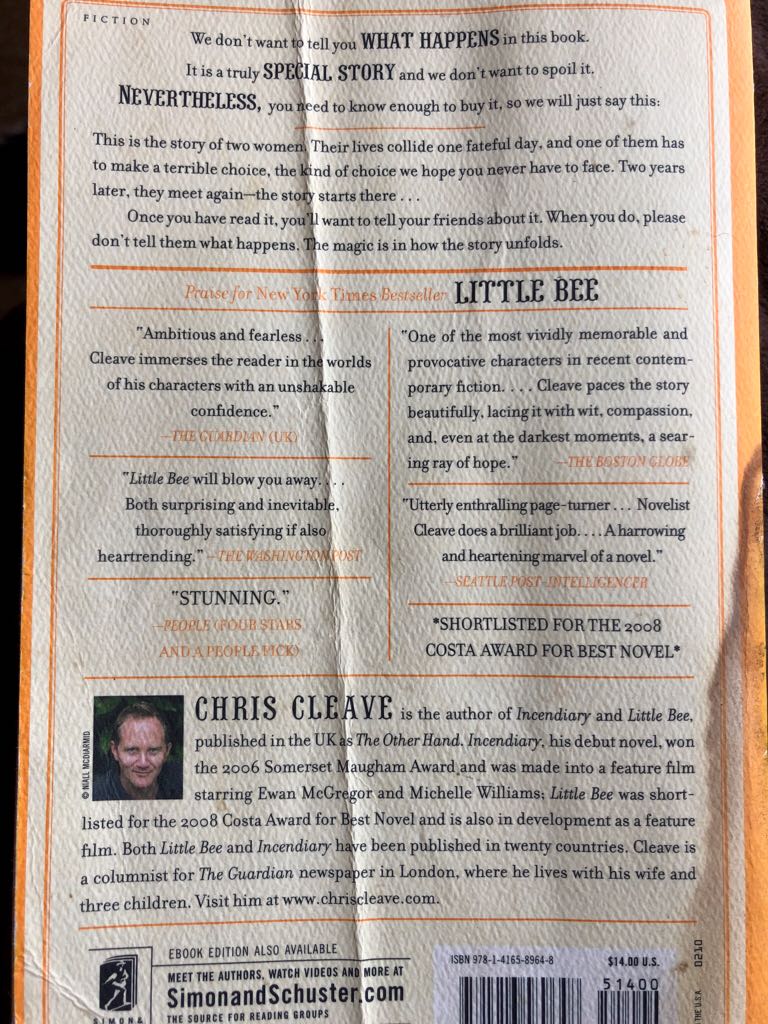 FICTION
We don't want to tell you WHAT HAPPENS in this book.
It is a truly SPECIAL STORY and we don't want to spoil it.
NEVERTHELESS, you need to know enough to buy it, so we will just say this:
This is the story of two women. Their lives collide one fateful day, and one of them has
to make a terrible choice, the kind of choice we hope you never have to face. Two years
later, they meet again—the story starts there . . .
Once you have read it, you'll want to tell your friends about it. When you do, please
don't tell them what happens. The magic is in how the story unfolds.
Praise for New York Times Bestseller LITTLE BEE
"Ambitious and fearless . . .
Cleave immerses the reader in the worlds
of his characters with an unshakable
confidence."
—THE GUARDIAN (UK)
"Little Bee will blow you away. . . .
Both surprising and inevitable,
thoroughly satisfying if also
heartrending." —THE WASHINGTON POST
"STUNNING."
—PEOPLE (FOUR STARS
AND A PEOPLE PICK)
"One of the most vividly memorable and
provocative characters in recent contem-
porary fiction. . . . Cleave paces the story
beautifully, lacing it with wit, compassion,
and, even at the darkest moments, a sear-
ing ray of hope." —THE BOSTON GLOBE
"Utterly enthralling page-turner . . . Novelist
Cleave does a brilliant job. . . . A harrowing
and heartening marvel of a novel."
—SEATTLE POST-INTELLIGENCER
*SHORTLISTED FOR THE 2008
COSTA AWARD FOR BEST NOVEL*
© NIALL MCDIARMID
CHRIS CLEAVE is the author of Incendiary and Little Bee,
published in the UK as The Other Hand. Incendiary, his debut novel, won
the 2006 Somerset Maugham Award and was made into a feature film
starring Ewan McGregor and Michelle Williams; Little Bee was short-
listed for the 2008 Costa Award for Best Novel and is also in development as a feature
film. Both Little Bee and Incendiary have been published in twenty countries. Cleave is
a columnist for The Guardian newspaper in London, where he lives with his wife and
three children. Visit him at www.chriscleave.com.
SIMON &
EBOOK EDITION ALSO AVAILABLE
MEET THE AUTHORS, WATCH VIDEOS AND MORE AT
SimonandSchuster.com
THE SOURCE FOR READING GROUPS
ISBN 978-1-4165-8964-8 $14.00 U.S.
51400
THE U.S.A. 0210